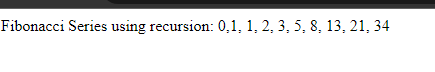 Fibonacci Series using recursion: 0,1, 1, 2, 3, 5, 8, 13, 21, 34